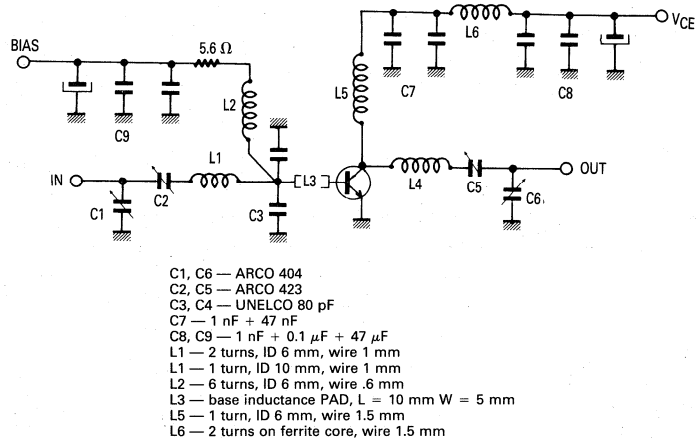 BIAS
5.6 Ω
V_CE
L6
C7
C8
L5
L2
C9
L1
IN
C1
C2
C3
L3
L4
C5
OUT
C6
C1, C6 — ARCO 404
C2, C5 — ARCO 423
C3, C4 — UNELCO 80 pF
C7 — 1 nF + 47 nF
C8, C9 — 1 nF + 0.1 μF + 47 μF
L1 — 2 turns, ID 6 mm, wire 1 mm
L1 — 1 turn, ID 10 mm, wire 1 mm
L2 — 6 turns, ID 6 mm, wire .6 mm
L3 — base inductance PAD, L = 10 mm W = 5 mm
L5 — 1 turn, ID 6 mm, wire 1.5 mm
L6 — 2 turns on ferrite core, wire 1.5 mm